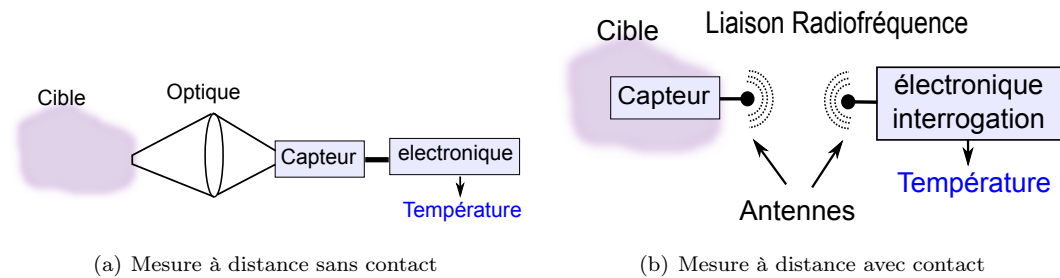 Cible
Optique
Capteur
electronique
Température
(a) Mesure à distance sans contact
Liaison Radiofréquence
Cible
Capteur
électronique
interrogation
Température
Antennes
(b) Mesure à distance avec contact